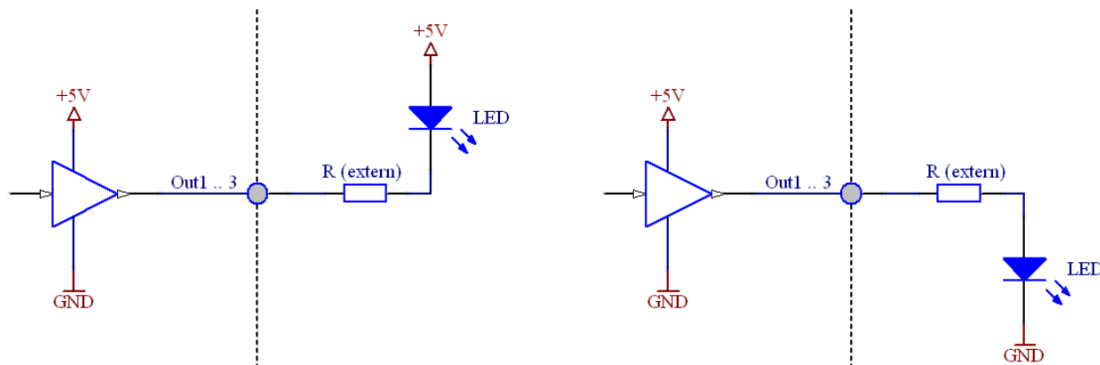 +5V
+5V
LED
R (extern)
Out1 .. 3
GND
+5V
Out1 .. 3
R (extern)
LED
GND
GND